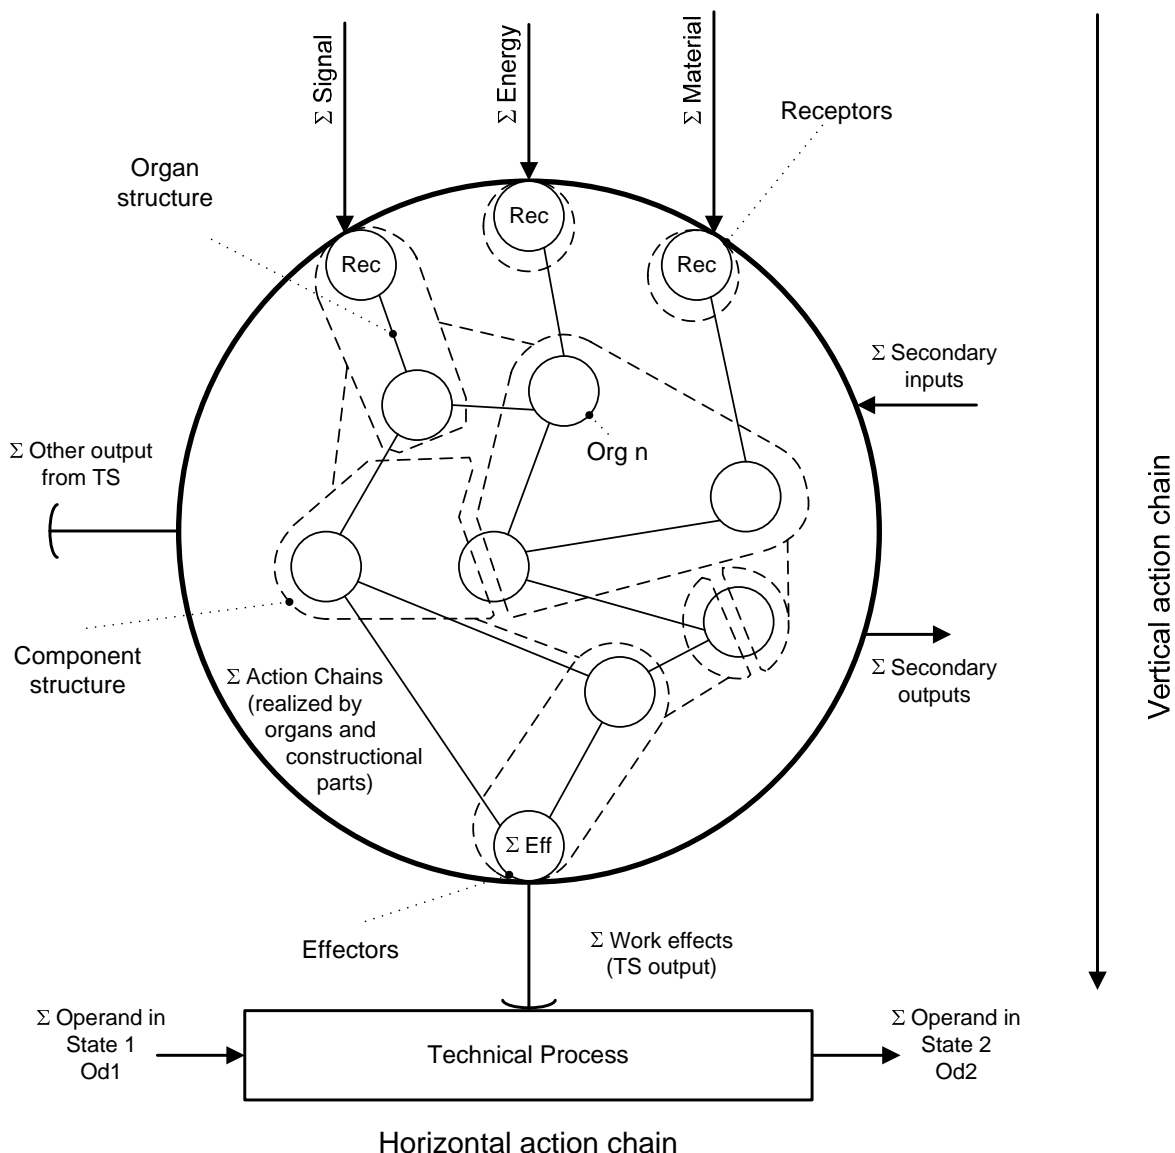 Σ Signal
Σ Energy
Σ Material
Receptors
Organ
structure
Rec
Rec
Rec
Σ Secondary
inputs
Org n
Σ Other output
from TS
Vertical action chain
Component
structure
Σ Action Chains
(realized by
organs and
constructional
parts)
Σ Secondary
outputs
Σ Eff
Effectors
Σ Work effects
(TS output)
Σ Operand in
State 1
Od1
Technical Process
Σ Operand in
State 2
Od2
Horizontal action chain